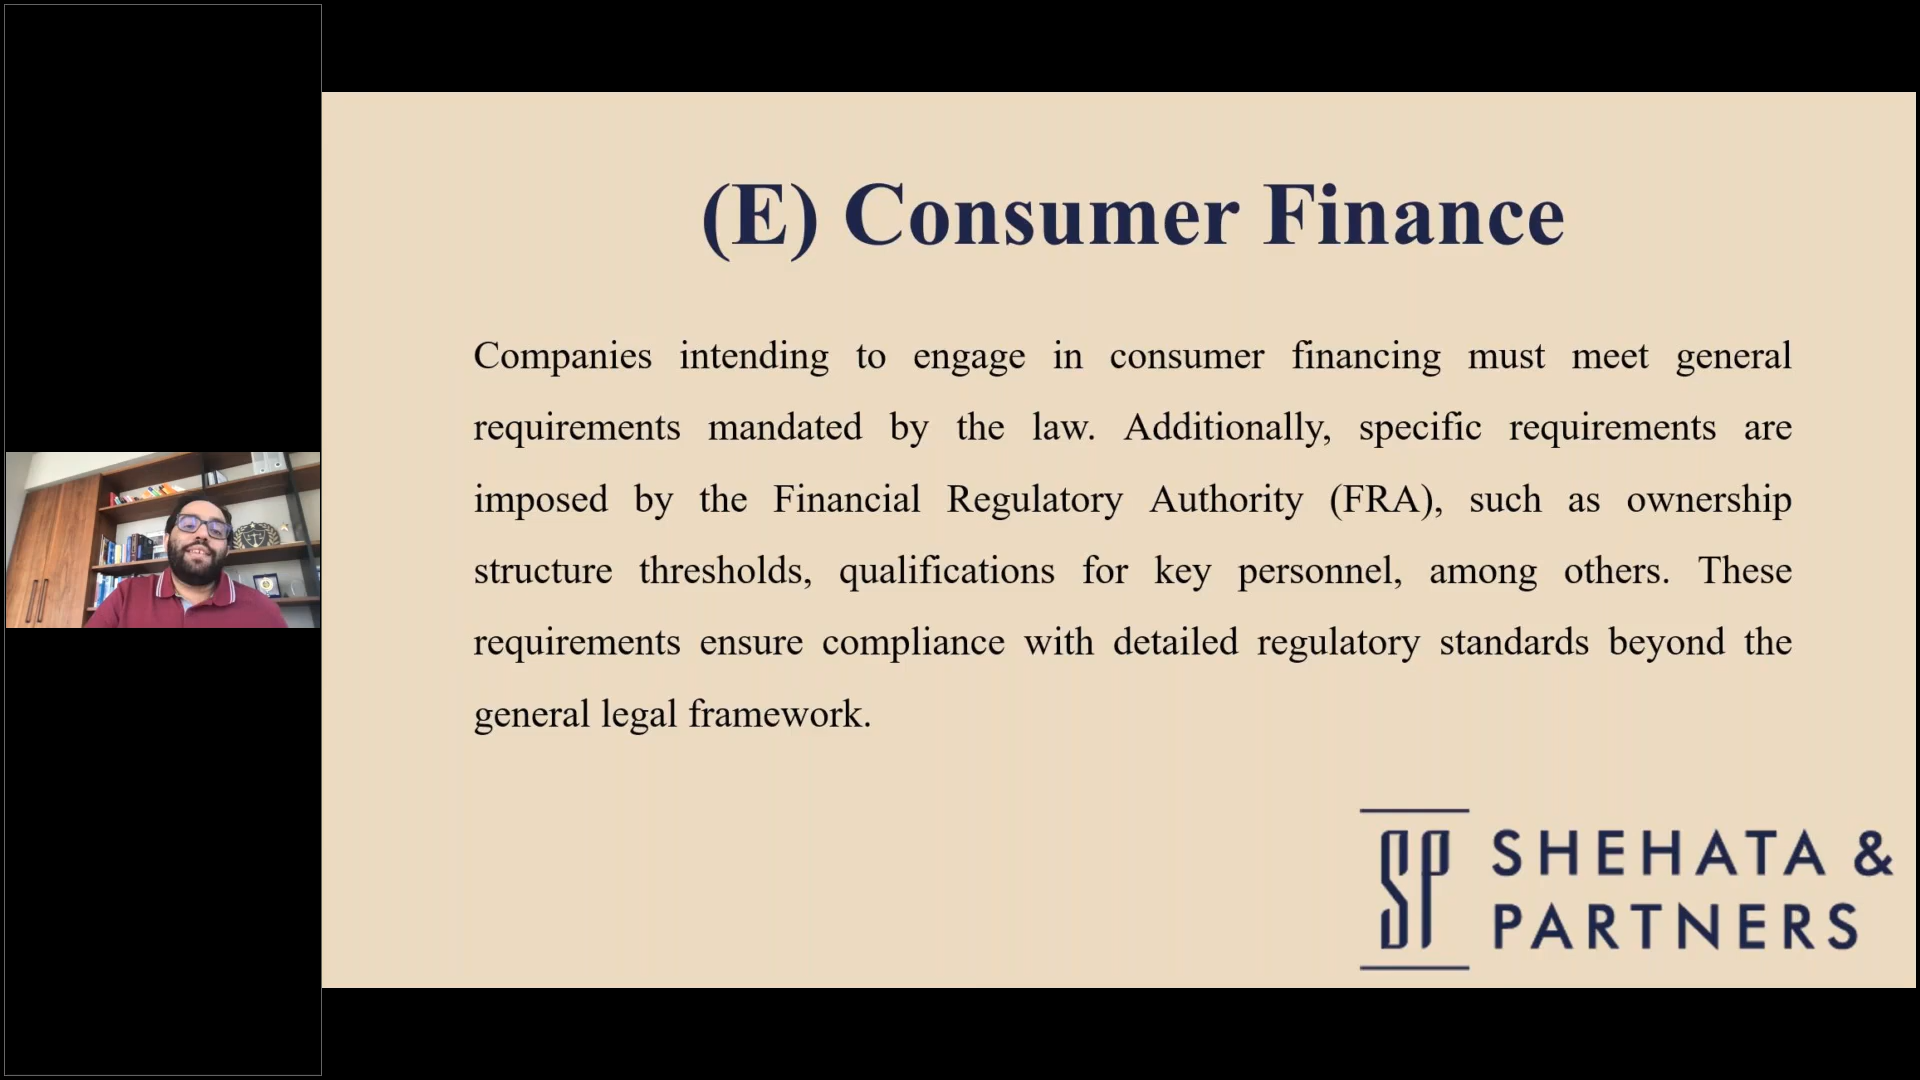 (E) Consumer Finance
Companies intending to engage in consumer financing must meet general
requirements mandated by the law. Additionally, specific requirements are
imposed by the Financial Regulatory Authority (FRA), such as ownership
structure thresholds, qualifications for key personnel, among others. These
requirements ensure compliance with detailed regulatory standards beyond the
general legal framework.
SP
SHEHATA &
PARTNERS